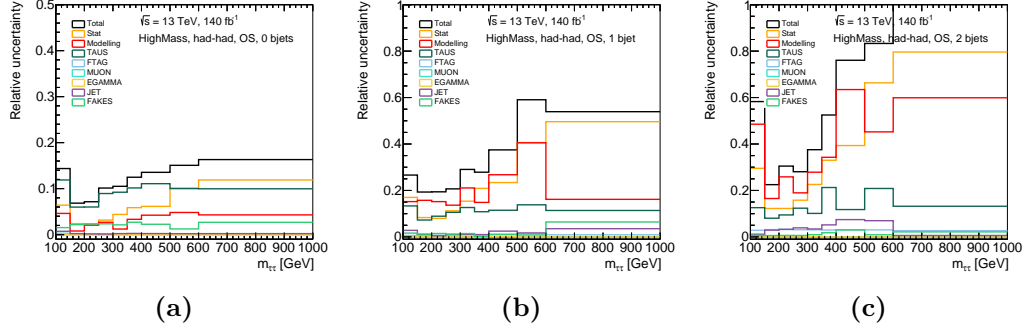 Relative uncertainty
0.5
0.4
0.3
0.2
0.1
0
√s = 13 TeV, 140 fb-1
HighMass, had-had, OS, 0 bjets
Total
Stat
Modelling
TAUS
FTAG
MUON
EGAMMA
JET
FAKES
100 200 300 400 500 600 700 800 900 1000
mττ [GeV]
(a)
Relative uncertainty
1
0.8
0.6
0.4
0.2
0
√s = 13 TeV, 140 fb-1
HighMass, had-had, OS, 1 bjet
Total
Stat
Modelling
TAUS
FTAG
MUON
EGAMMA
JET
FAKES
100 200 300 400 500 600 700 800 900 1000
mττ [GeV]
(b)
Relative uncertainty
1
0.8
0.6
0.4
0.2
0
√s = 13 TeV, 140 fb-1
HighMass, had-had, OS, 2 bjets
Total
Stat
Modelling
TAUS
FTAG
MUON
EGAMMA
JET
FAKES
100 200 300 400 500 600 700 800 900 1000
mττ [GeV]
(c)